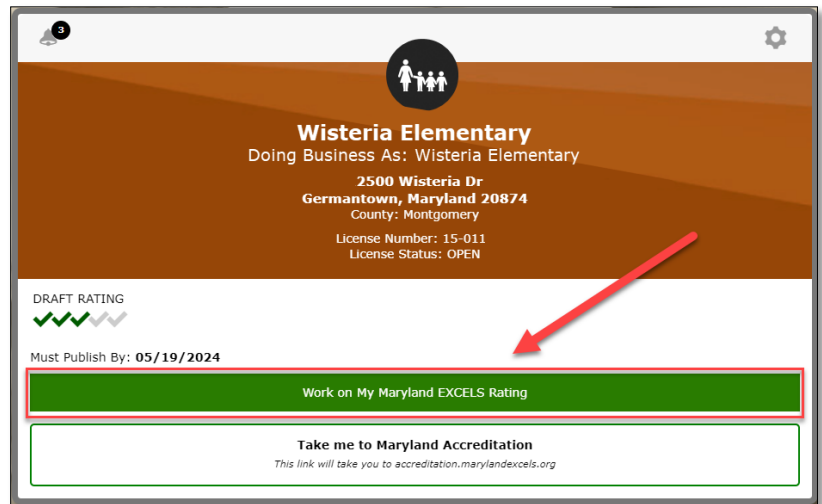 3
Wisteria Elementary
Doing Business As: Wisteria Elementary
2500 Wisteria Dr
Germantown, Maryland 20874
County: Montgomery
License Number: 15-011
License Status: OPEN
DRAFT RATING
Must Publish By: 05/19/2024
Work on My Maryland EXCELS Rating
Take me to Maryland Accreditation
This link will take you to accreditation.marylandexcels.org